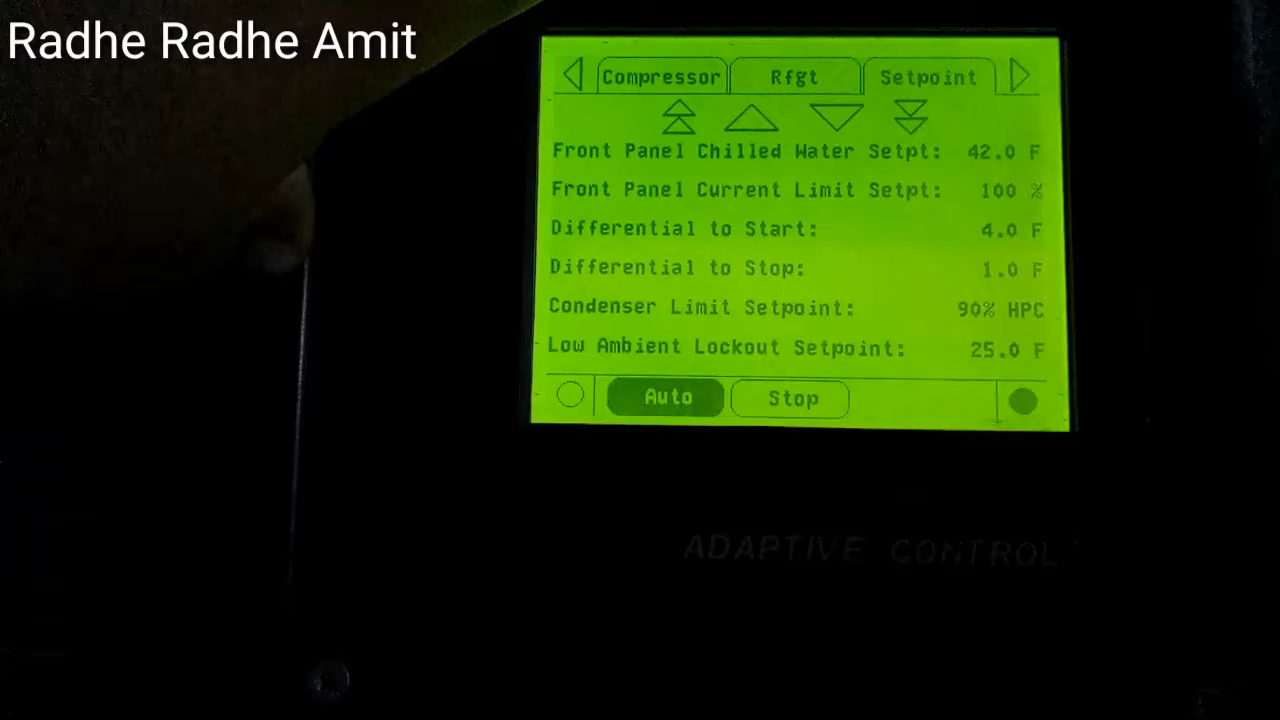 Radhe Radhe Amit
Compressor Rfgt Setpoint
Front Panel Chilled Water Setpt: 42.0 F
Front Panel Current Limit Setpt: 100 %
Differential to Start: 4.0 F
Differential to Stop: 1.0 F
Condenser Limit Setpoint: 90% HPC
Low Ambient Lockout Setpoint: 25.0 F
Auto Stop
ADAPTIVE CONTROL